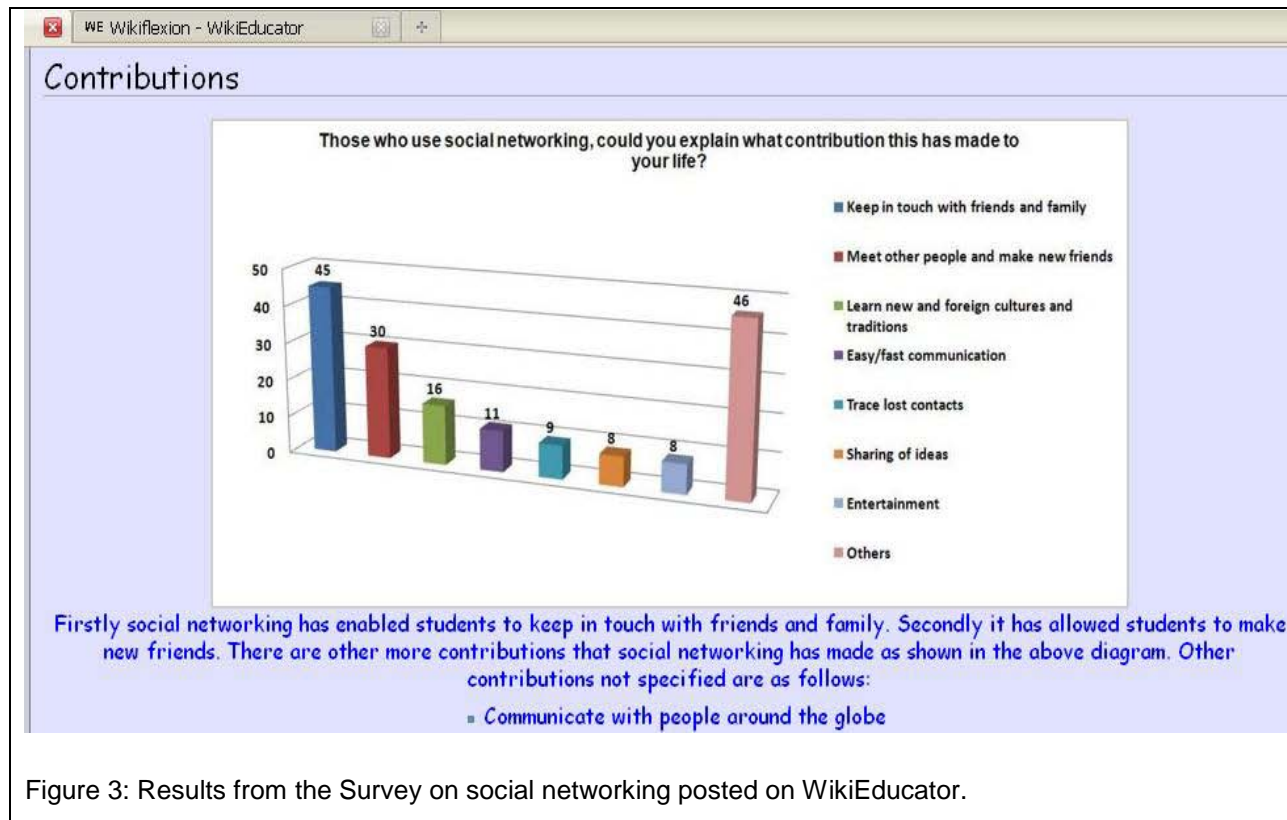 WE Wikiflexion - WikiEducator
Contributions
Those who use social networking, could you explain what contribution this has made to
your life?
50
40
30
20
10
0
45
30
16
11
9
8
8
46
Keep in touch with friends and family
Meet other people and make new friends
Learn new and foreign cultures and
traditions
Easy/fast communication
Trace lost contacts
Sharing of ideas
Entertainment
Others
Firstly social networking has enabled students to keep in touch with friends and family. Secondly it has allowed students to make
new friends. There are other more contributions that social networking has made as shown in the above diagram. Other
contributions not specified are as follows:
Communicate with people around the globe
Figure 3: Results from the Survey on social networking posted on WikiEducator.